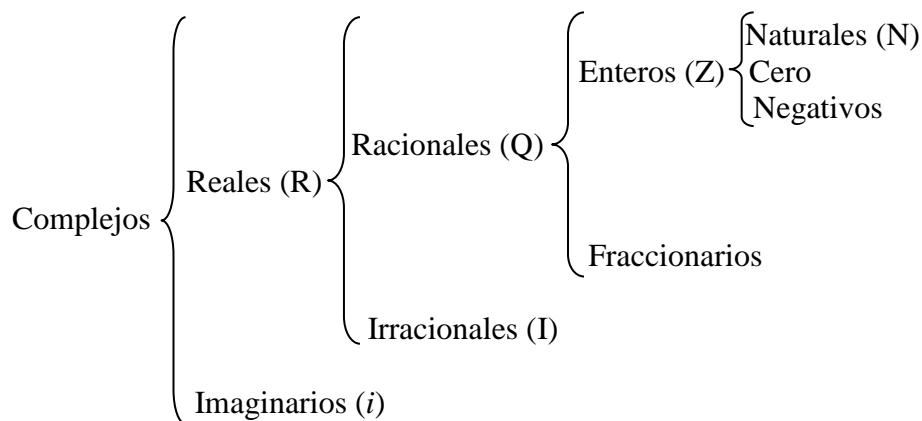 Naturales (N)
Enteros (Z)
Cero
Negativos
Racionales (Q)
Reales (R)
Complejos
Fraccionarios
Irracionales (I)
Imaginarios (i)